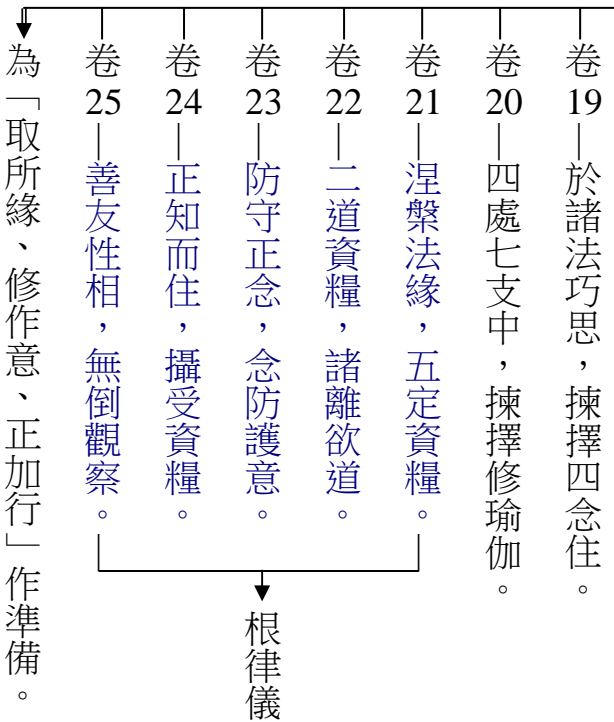 卷19—於諸法巧思，揀擇四念住。
卷20—四處七支中，揀擇修瑜伽。
卷21—涅槃法緣，五定資糧。
卷22—二道資糧，諸離欲道。
卷23—防守正念，念防護意。
卷24—正知而住，攝受資糧。
卷25—善友性相，無倒觀察。
根律儀
為「取所緣、修作意、正加行」作準備。